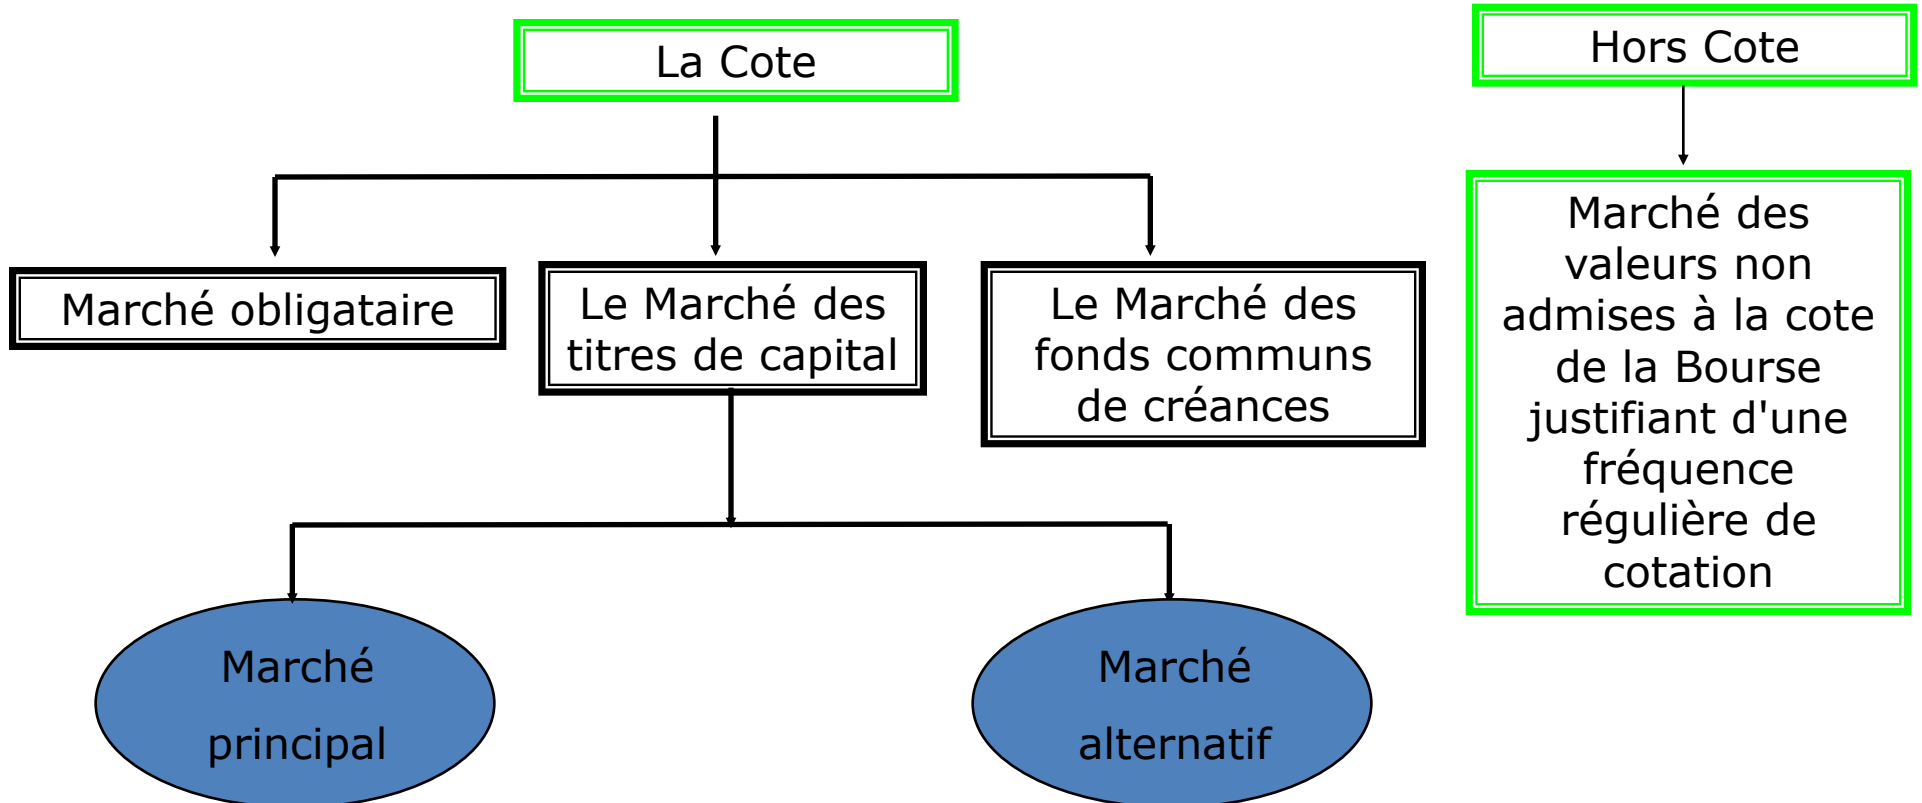 La Cote
Hors Cote
Marché obligataire
Le Marché des
titres de capital
Le Marché des
fonds communs
de créances
Marché des
valeurs non
admises à la cote
de la Bourse
justifiant d'une
fréquence
régulière de
cotation
Marché
principal
Marché
alternatif